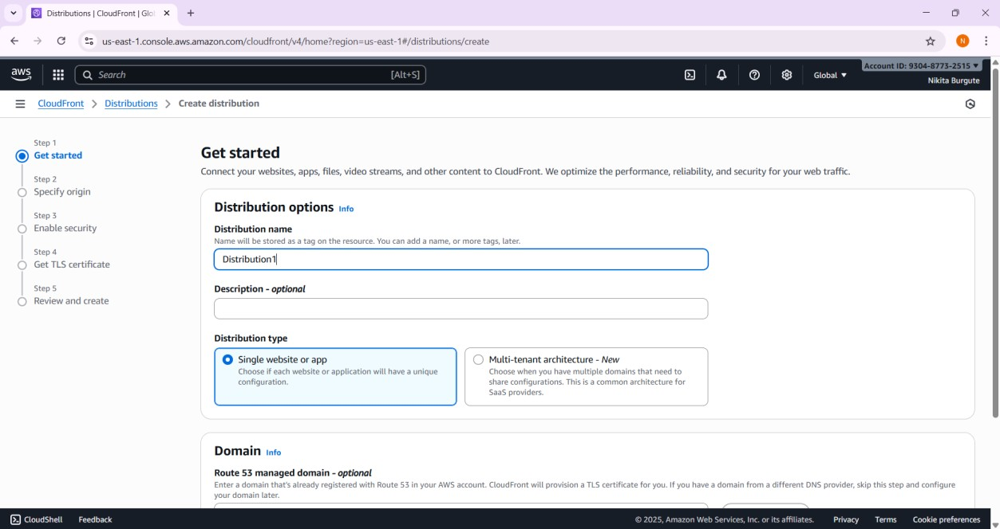 Distributions | CloudFront | Glo
us-east-1.console.aws.amazon.com/cloudfront/v4/home?region=us-east-1#/distributions/create
N
aws
Search
[Alt+S]
Global
Account ID: 9304-8773-2515
Nikita Burgute
CloudFront
Distributions
Create distribution
Step 1
Get started
Step 2
Specify origin
Step 3
Enable security
Step 4
Get TLS certificate
Step 5
Review and create
Get started
Connect your websites, apps, files, video streams, and other content to CloudFront. We optimize the performance, reliability, and security for your web traffic.
Distribution options Info
Distribution name
Name will be stored as a tag on the resource. You can add a name, or more tags, later.
Distribution1
Description - optional
Distribution type
Single website or app
Choose if each website or application will have a unique
configuration.
Multi-tenant architecture - New
Choose when you have multiple domains that need to
share configurations. This is a common architecture for
SaaS providers.
Domain Info
Route 53 managed domain - optional
Enter a domain that's already registered with Route 53 in your AWS account. CloudFront will provision a TLS certificate for you. If you have a domain from a different DNS provider, skip this step and configure
your domain later.
CloudShell
Feedback
© 2025, Amazon Web Services, Inc. or its affiliates.
Privacy
Terms
Cookie preferences